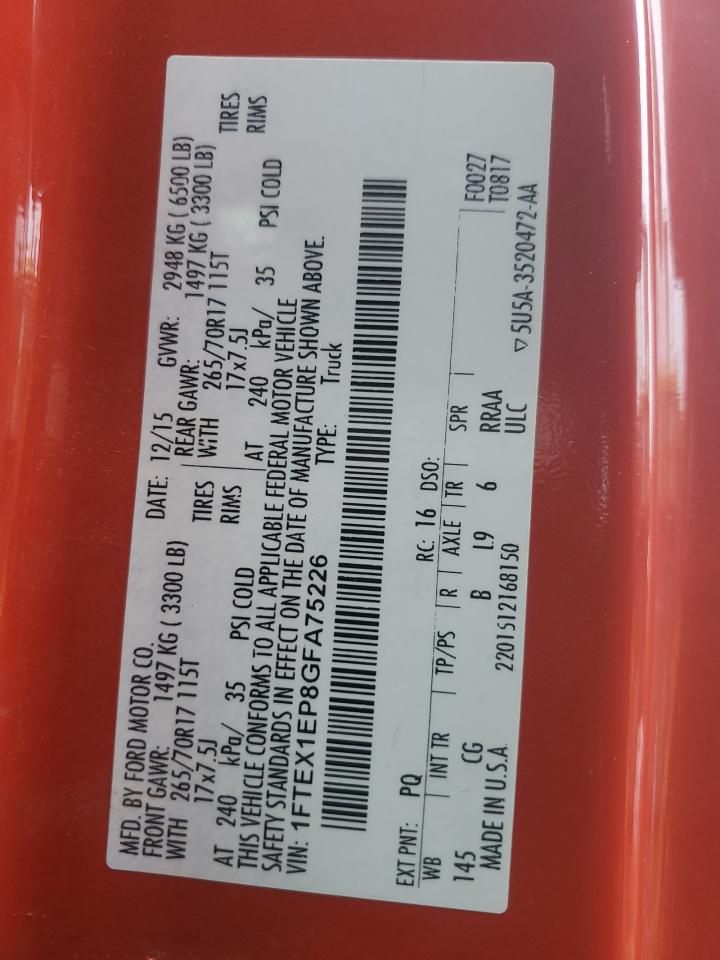 MFD. BY FORD MOTOR CO. DATE: 12/15 GVWR: 2948 KG ( 6500 LB)
FRONT GAWR: 1497 KG ( 3300 LB) REAR GAWR: 1497 KG ( 3300 LB)
WITH 265/70R17 115T TIRES WITH 265/70R17 115T TIRES
17x7.5J RIMS 17x7.5J RIMS
AT 240 kPa/ 35 PSI COLD AT 240 kPa/ 35 PSI COLD
THIS VEHICLE CONFORMS TO ALL APPLICABLE FEDERAL MOTOR VEHICLE
SAFETY STANDARDS IN EFFECT ON THE DATE OF MANUFACTURE SHOWN ABOVE.
VIN: 1FTEX1EP8GFA75226 TYPE: Truck
EXT PNT: PQ RC: 16 DSO: F0027
WB INT TR TP/PS R AXLE TR SPR T0817
145 CG B L9 6 RRAA
MADE IN U.S.A. 2201512168150 ULC ▽5U5A-3520472-AA